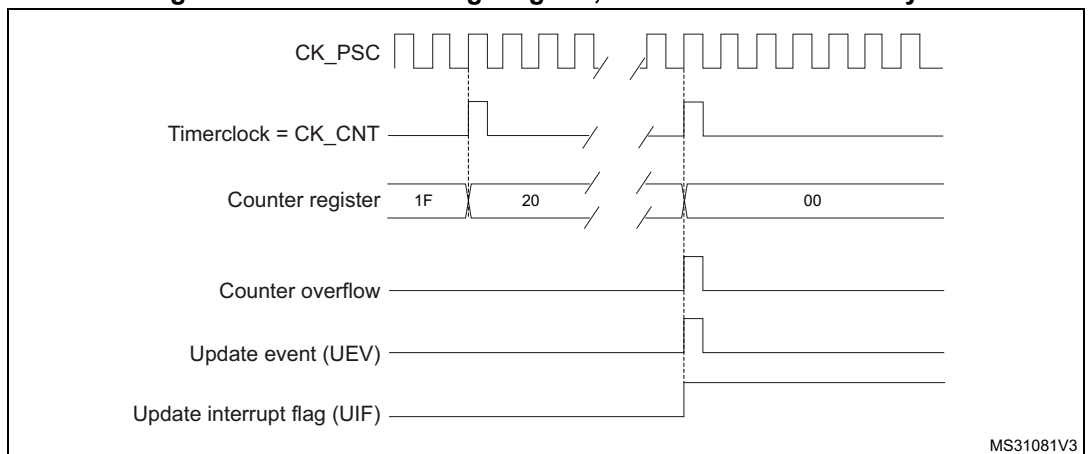 CK_PSC
Timerclock = CK_CNT
Counter register 1F 20 00
Counter overflow
Update event (UEV)
Update interrupt flag (UIF)
MS31081V3